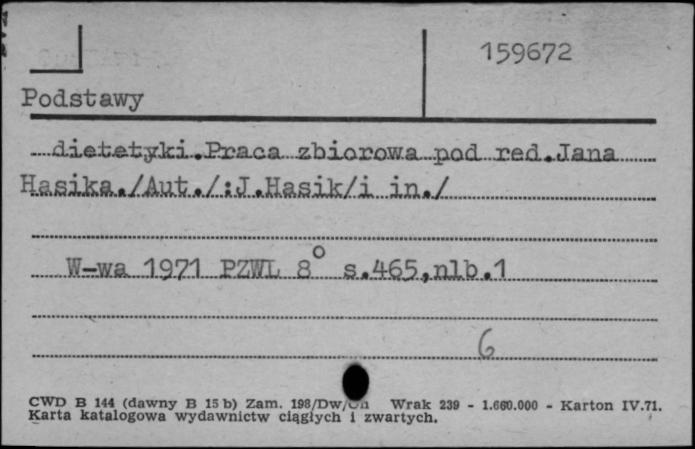 159672
Podstawy
dietetyki.Praca zbiorowa pod red.Jana
Hasika./Aut./:J.Hasik/i in./
W-wa 1971 PZWL 8° s.465,nlb.1
6
CWD B 144 (dawny B 15 b) Zam. 198/Dw/ Wrak 239 - 1.660.000 - Karton IV.71.
Karta katalogowa wydawnictw ciągłych i zwartych.